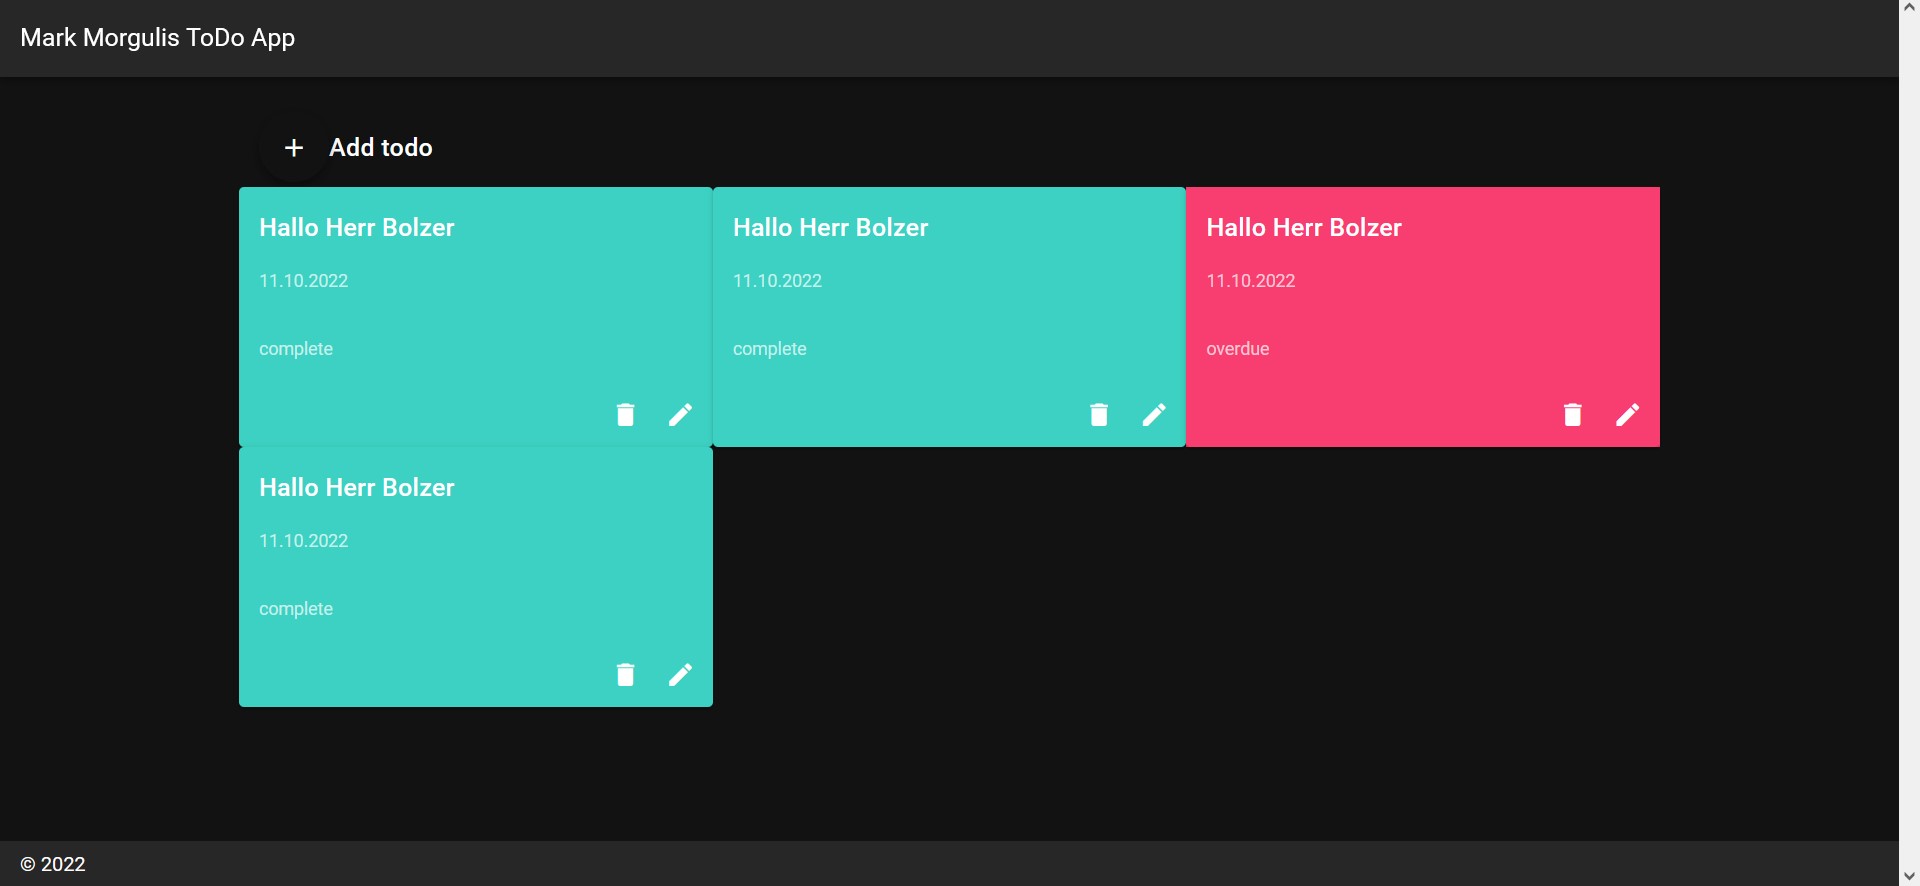 Mark Morgulis ToDo App
+ Add todo
Hallo Herr Bolzer
11.10.2022
complete
Hallo Herr Bolzer
11.10.2022
complete
Hallo Herr Bolzer
11.10.2022
overdue
Hallo Herr Bolzer
11.10.2022
complete
© 2022